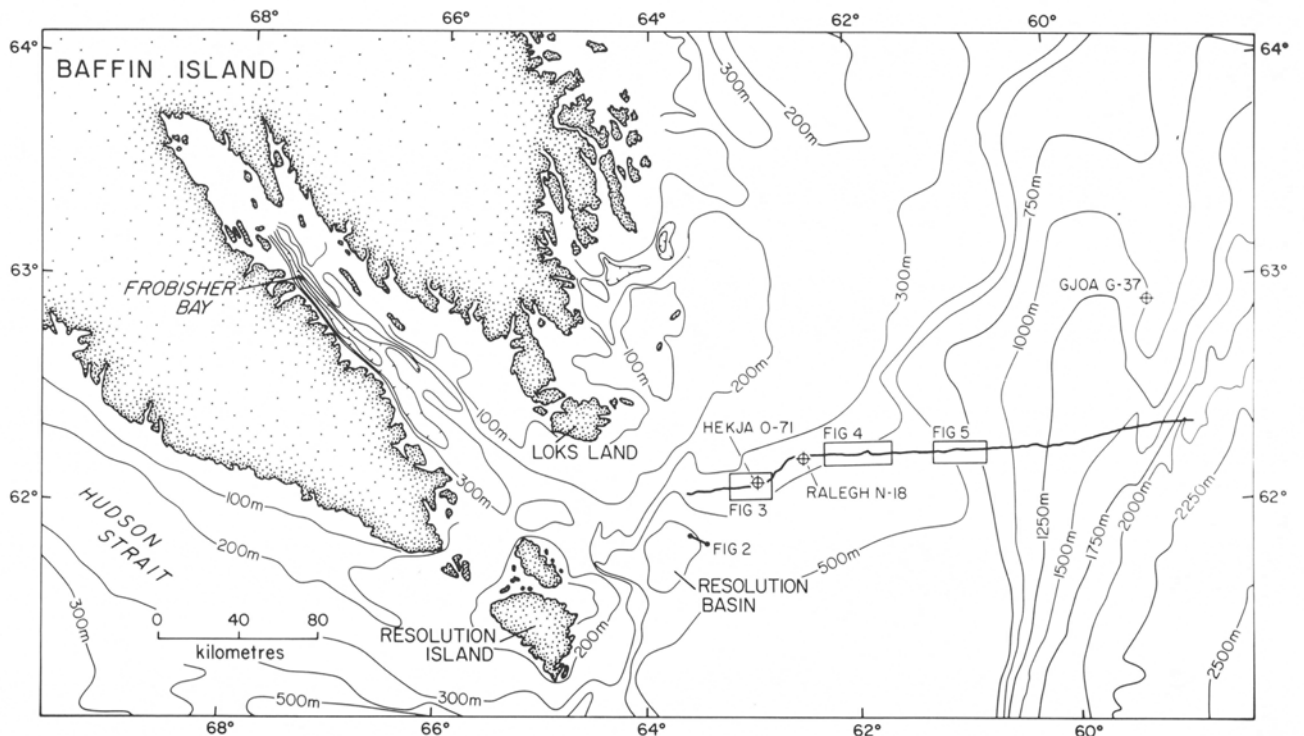 68°
66°
64°
62°
60°
64°
64°
BAFFIN ISLAND
300m
200m
750m
63°
FROBISHER
BAY
300m
GJOA G-37
63°
1000m
100m
200m
100m
HEKJA O-71
FIG 4
FIG 5
LOKS LAND
300m
RALEGH N-18
62°
100m
FIG 3
62°
HUDSON
STRAIT
200m
FIG 2
500m
RESOLUTION
BASIN
1250m
1500m
1750m
2000m
2250m
300m
0
40
80
kilometres
RESOLUTION
ISLAND
200m
2500m
300m
500m
68°
66°
64°
62°
60°